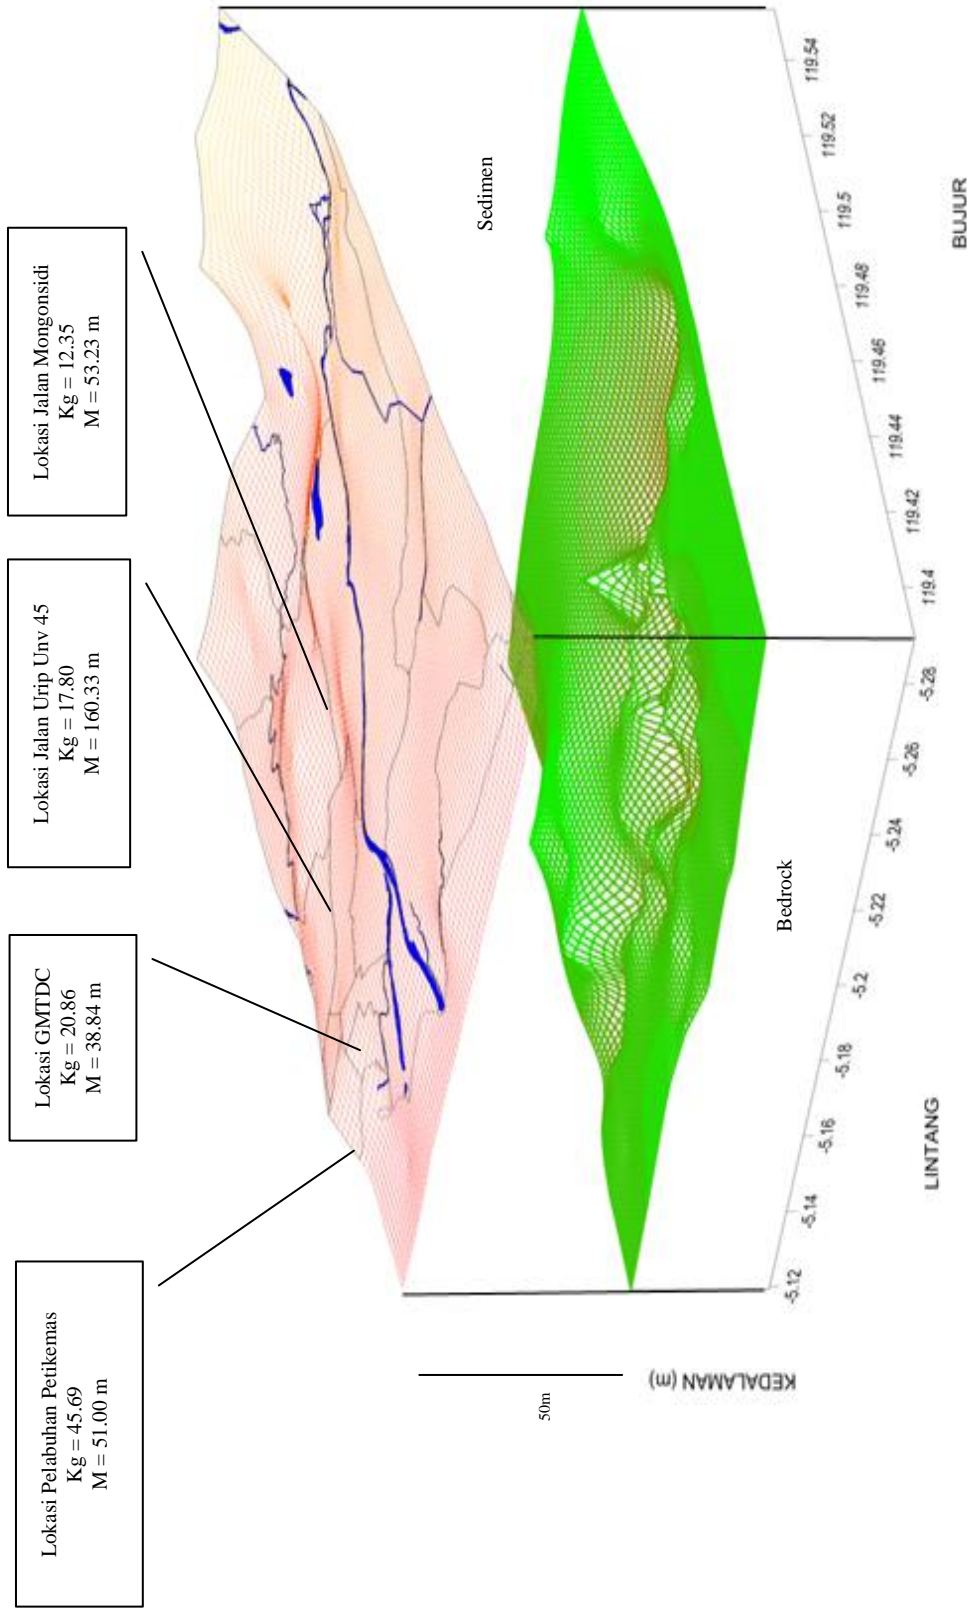 Lokasi Pelabuhan Petikemas
Kg = 45.69
M = 51.00 m
Lokasi GMTDC
Kg = 20.86
M = 38.84 m
Lokasi Jalan Urip Unv 45
Kg = 17.80
M = 160.33 m
Lokasi Jalan Mongonsidi
Kg = 12.35
M = 53.23 m
Sedimen
Bedrock
50m
KEDALAMAN (m)
-5.12
-5.14
-5.16
-5.18
-5.2
-5.22
-5.24
-5.26
-5.28
LINTANG
119.4
119.42
119.44
119.46
119.48
119.5
119.52
119.54
BUJUR